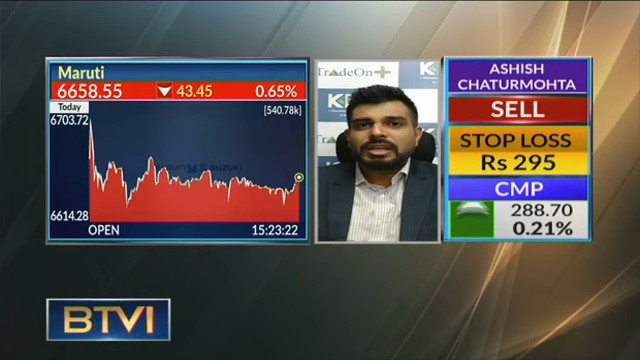 Maruti
6658.55 43.45 0.65%
Today
[540.78k]
6703.72
SUZUKI
6614.28
OPEN 15:23:22
TradeOn+
ASHISH
CHATURMOHTA
SELL
STOP LOSS
Rs 295
CMP
288.70
0.21%
BTVI